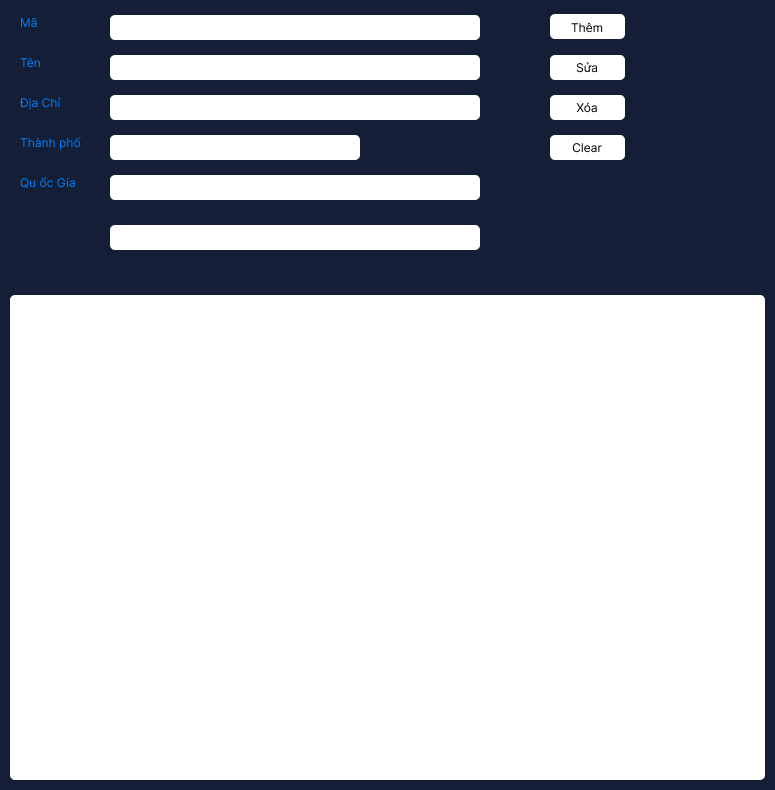 Mã
Thêm
Tên
Sửa
Địa Chỉ
Xóa
Thành phố
Clear
Qu ốc Gia